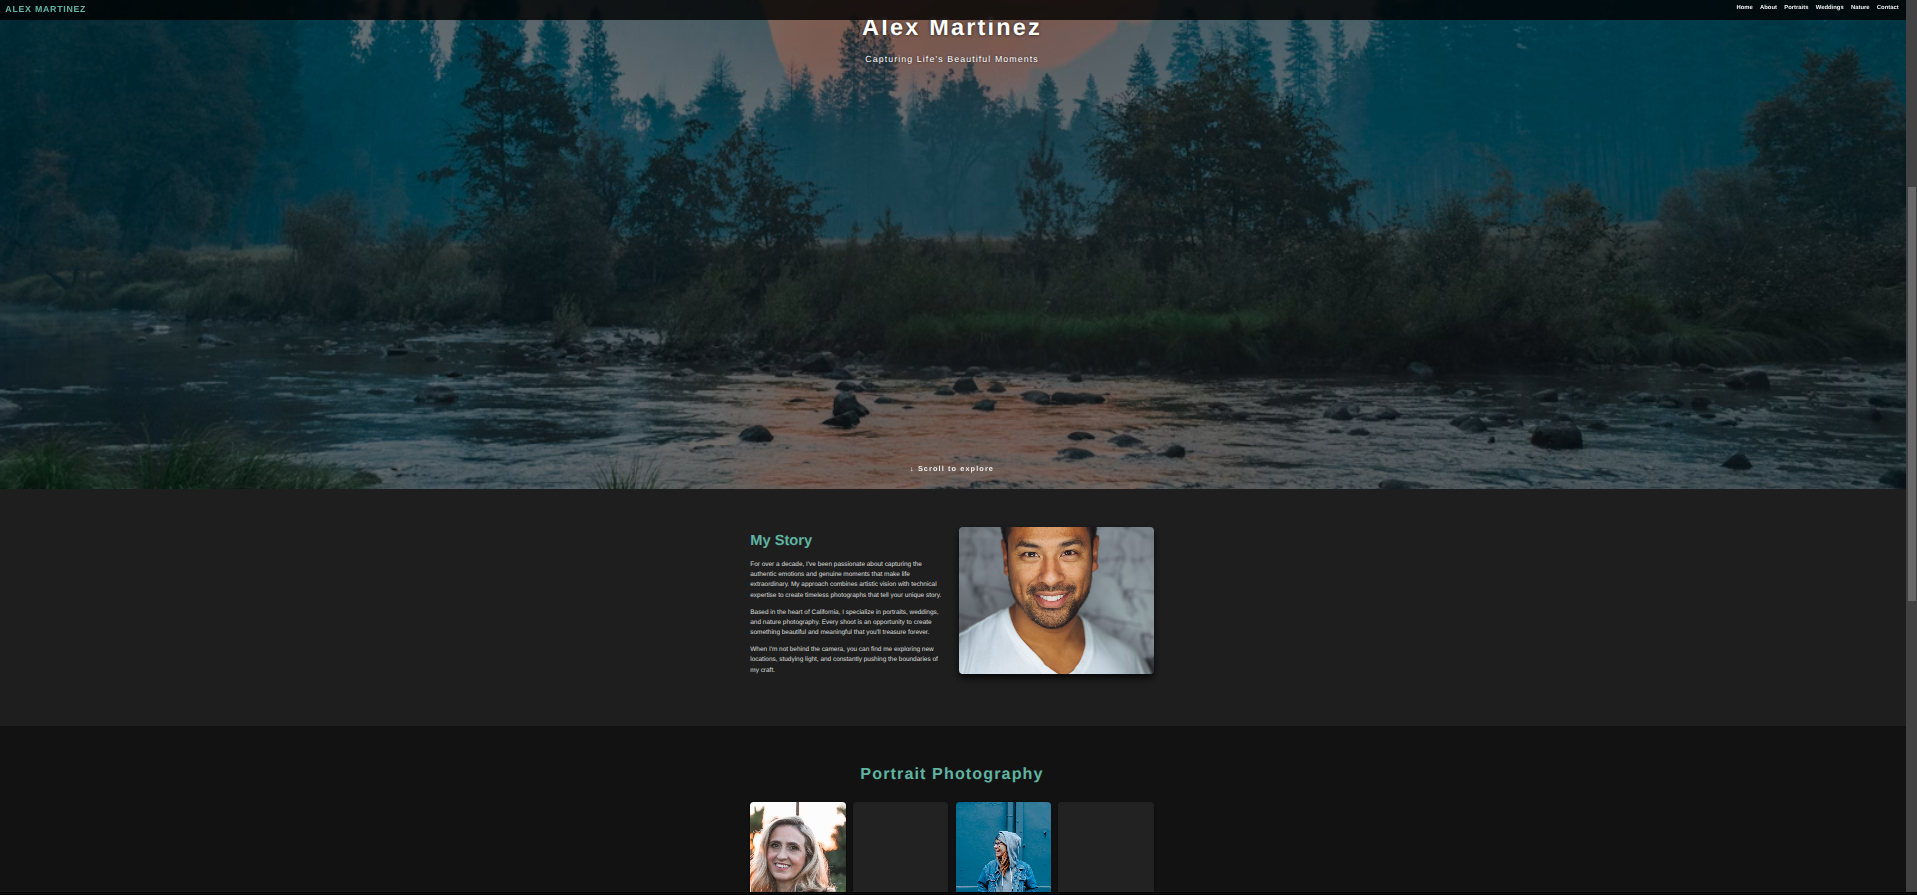 ALEX MARTINEZ
Home About Portraits Weddings Nature Contact
Alex Martinez
Capturing Life's Beautiful Moments
↓ Scroll to explore
My Story
For over a decade, I've been passionate about capturing the
authentic emotions and genuine moments that make life
extraordinary. My approach combines artistic vision with technical
expertise to create timeless photographs that tell your unique story.
Based in the heart of California, I specialize in portraits, weddings,
and nature photography. Every shoot is an opportunity to create
something beautiful and meaningful that you'll treasure forever.
When I'm not behind the camera, you can find me exploring new
locations, studying light, and constantly pushing the boundaries of
my craft.
Portrait Photography